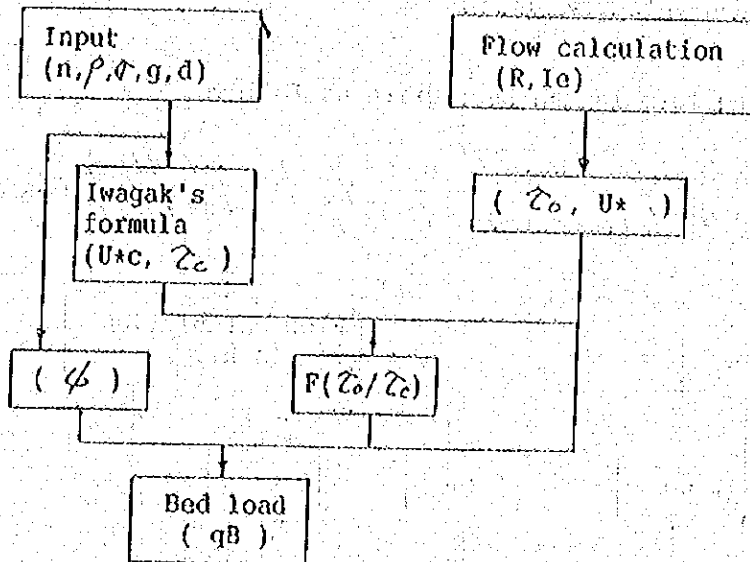 Input
(n,ρ,σ,g,d)
Flow calculation
(R,Ie)
Iwagak's
formula
(U*c, τc)
( τo, U* )
( φ )
F(τo/τc)
Bed load
( qB )